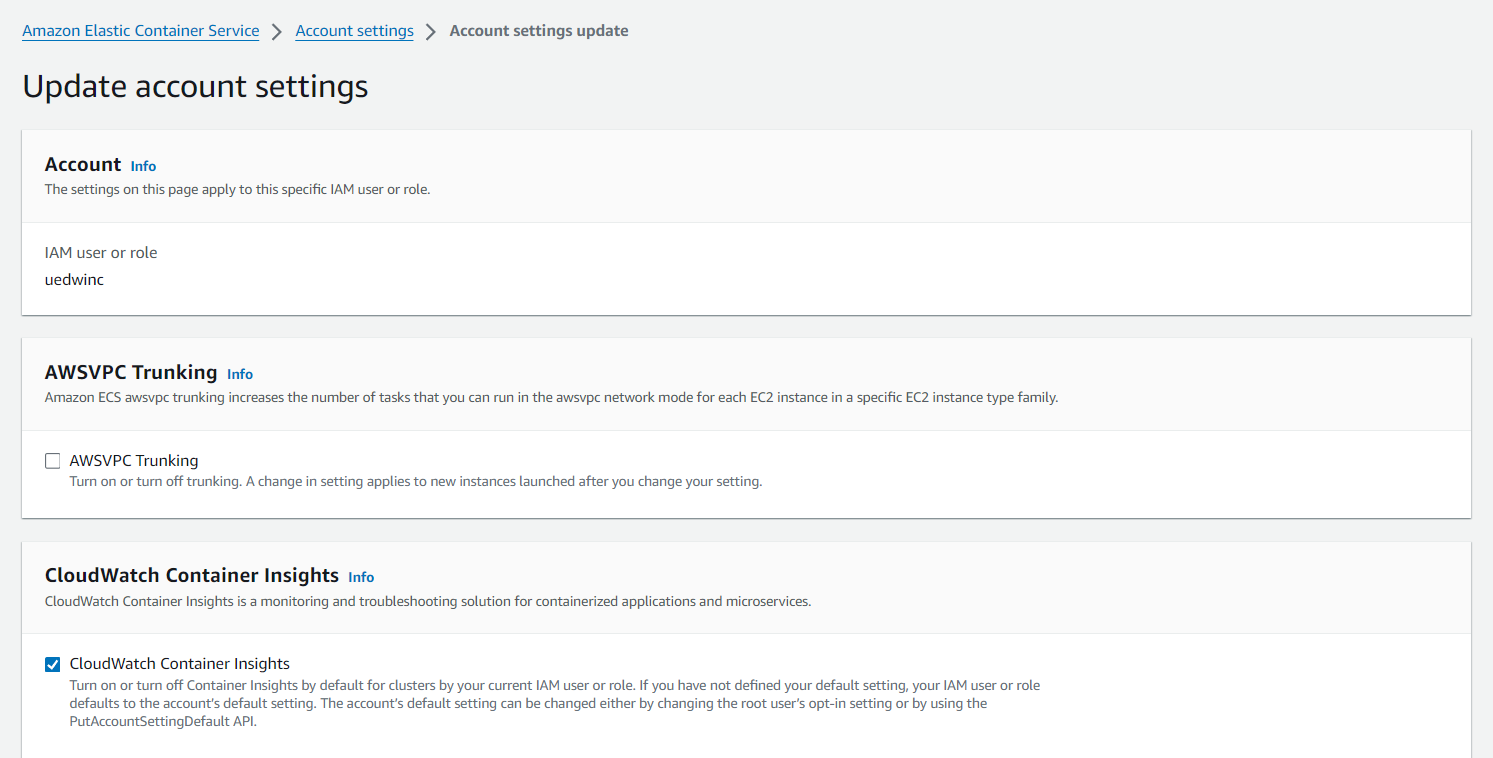 Amazon Elastic Container Service > Account settings > Account settings update
Update account settings
Account Info
The settings on this page apply to this specific IAM user or role.
IAM user or role
uedwinc
AWSVPC Trunking Info
Amazon ECS awsvpc trunking increases the number of tasks that you can run in the awsvpc network mode for each EC2 instance in a specific EC2 instance type family.
AWSVPC Trunking
Turn on or turn off trunking. A change in setting applies to new instances launched after you change your setting.
CloudWatch Container Insights Info
CloudWatch Container Insights is a monitoring and troubleshooting solution for containerized applications and microservices.
CloudWatch Container Insights
Turn on or turn off Container Insights by default for clusters by your current IAM user or role. If you have not defined your default setting, your IAM user or role
defaults to the account's default setting. The account's default setting can be changed either by changing the root user's opt-in setting or by using the
PutAccountSettingDefault API.